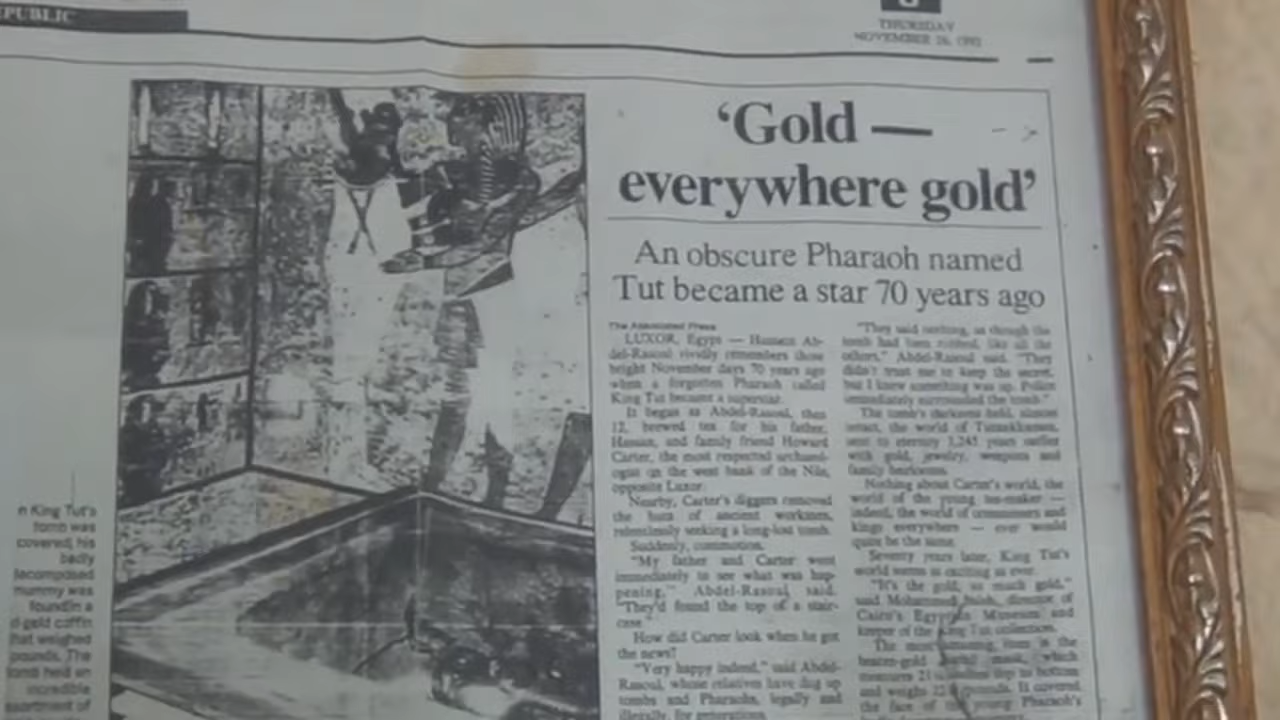 EPUBLIC
THURSDAY
NOVEMBER 26, 1992
'Gold —
everywhere gold'
An obscure Pharaoh named
Tut became a star 70 years ago
n King Tut's
tomb was
covered, his
badly
decomposed
mummy was
found in a
d-gold coffin
that weighed
pounds. The
tomb held an
incredible
assortment of
The Associated Press
LUXOR, Egypt — Hussein Ab-
del-Rasoul vividly remembers those
bright November days 70 years ago
when a forgotten Pharaoh called
King Tut became a superstar.
It began as Abdel-Rasoul, then
12, brewed tea for his father,
Hassan, and family friend Howard
Carter, the most respected archaeol-
ogist on the west bank of the Nile,
opposite Luxor.
Nearby, Carter's diggers removed
the huts of ancient workmen,
relentlessly seeking a long-lost tomb.
Suddenly, commotion.
"My father and Carter went
immediately to see what was hap-
pening," Abdel-Rasoul said.
"They'd found the top of a stair-
case."
How did Carter look when he got
the news?
"Very happy indeed," said Abdel-
Rasoul, whose relatives have dug up
tombs and Pharaohs, legally and
illegally, for generations.
"They said nothing, as though the
tomb had been robbed, like all the
others," Abdel-Rasoul said. "They
didn't trust me to keep the secret,
but I knew something was up. Police
immediately surrounded the tomb."
The tomb's darkness held, almost
intact, the world of Tutankhamun,
sent to eternity 3,245 years earlier
with gold, jewelry, weapons and
family heirlooms.
Nothing about Carter's world, the
world of the young tea-maker —
indeed, the world of commoners and
kings everywhere — ever would
quite be the same.
Seventy years later, King Tut's
world seems as exciting as ever.
"It's the gold, so much gold,"
said Mohammed Saleh, director of
Cairo's Egyptian Museum and
keeper of the King Tut collection.
The most amazing item is the
beaten-gold burial mask, which
measures 21 inches top to bottom
and weighs 22 pounds. It covered
the face of the young Pharaoh's